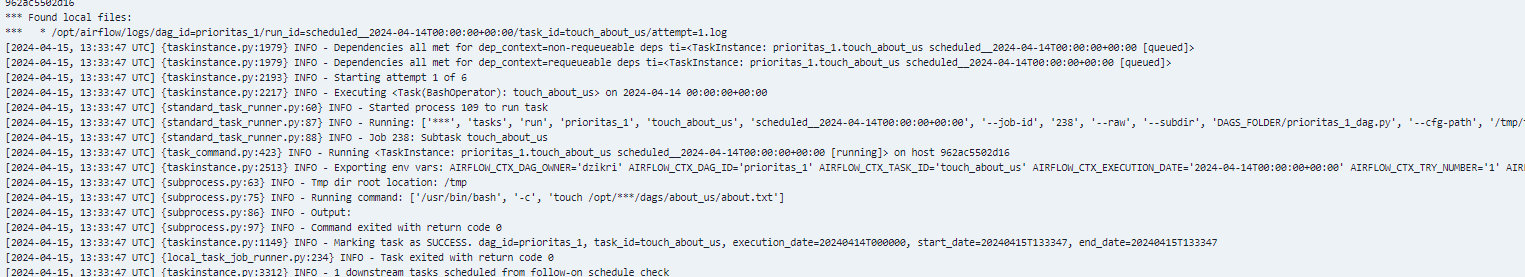 962ac5502d16
*** Found local files:
***   * /opt/airflow/logs/dag_id=prioritas_1/run_id=scheduled__2024-04-14T00:00:00+00:00/task_id=touch_about_us/attempt=1.log
[2024-04-15, 13:33:47 UTC] {taskinstance.py:1979} INFO - Dependencies all met for dep_context=non-requeueable deps ti=<TaskInstance: prioritas_1.touch_about_us scheduled__2024-04-14T00:00:00+00:00 [queued]>
[2024-04-15, 13:33:47 UTC] {taskinstance.py:1979} INFO - Dependencies all met for dep_context=requeueable deps ti=<TaskInstance: prioritas_1.touch_about_us scheduled__2024-04-14T00:00:00+00:00 [queued]>
[2024-04-15, 13:33:47 UTC] {taskinstance.py:2193} INFO - Starting attempt 1 of 6
[2024-04-15, 13:33:47 UTC] {taskinstance.py:2217} INFO - Executing <Task(BashOperator): touch_about_us> on 2024-04-14 00:00:00+00:00
[2024-04-15, 13:33:47 UTC] {standard_task_runner.py:60} INFO - Started process 109 to run task
[2024-04-15, 13:33:47 UTC] {standard_task_runner.py:87} INFO - Running: ['***', 'tasks', 'run', 'prioritas_1', 'touch_about_us', 'scheduled__2024-04-14T00:00:00+00:00', '--job-id', '238', '--raw', '--subdir', 'DAGS_FOLDER/prioritas_1_dag.py', '--cfg-path', '/tmp/
[2024-04-15, 13:33:47 UTC] {standard_task_runner.py:88} INFO - Job 238: Subtask touch_about_us
[2024-04-15, 13:33:47 UTC] {task_command.py:423} INFO - Running <TaskInstance: prioritas_1.touch_about_us scheduled__2024-04-14T00:00:00+00:00 [running]> on host 962ac5502d16
[2024-04-15, 13:33:47 UTC] {taskinstance.py:2513} INFO - Exporting env vars: AIRFLOW_CTX_DAG_OWNER='dzikri' AIRFLOW_CTX_DAG_ID='prioritas_1' AIRFLOW_CTX_TASK_ID='touch_about_us' AIRFLOW_CTX_EXECUTION_DATE='2024-04-14T00:00:00+00:00' AIRFLOW_CTX_TRY_NUMBER='1'
[2024-04-15, 13:33:47 UTC] {subprocess.py:63} INFO - Tmp dir root location: /tmp
[2024-04-15, 13:33:47 UTC] {subprocess.py:75} INFO - Running command: ['/usr/bin/bash', '-c', 'touch /opt/***/dags/about_us/about.txt']
[2024-04-15, 13:33:47 UTC] {subprocess.py:86} INFO - Output:
[2024-04-15, 13:33:47 UTC] {subprocess.py:97} INFO - Command exited with return code 0
[2024-04-15, 13:33:47 UTC] {taskinstance.py:1149} INFO - Marking task as SUCCESS. dag_id=prioritas_1, task_id=touch_about_us, execution_date=20240414T000000, start_date=20240415T133347, end_date=20240415T133347
[2024-04-15, 13:33:47 UTC] {local_task_job_runner.py:234} INFO - Task exited with return code 0
[2024-04-15, 13:33:47 UTC] {taskinstance.py:3312} INFO - 1 downstream tasks scheduled from follow-on schedule check